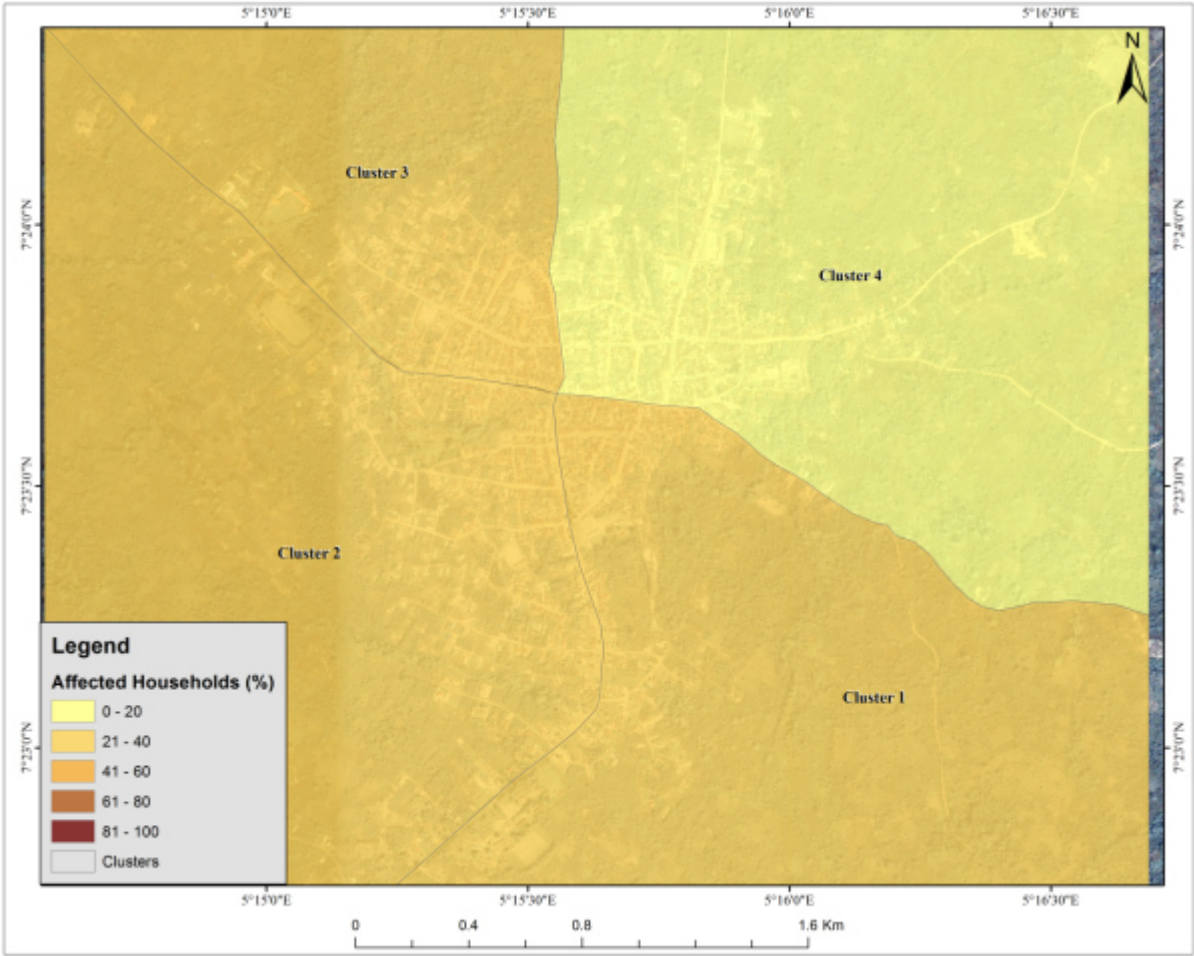 5°15'0"E 5°15'30"E 5°16'0"E 5°16'30"E
N
Cluster 3
7°24'0"N 7°24'0"N
Cluster 4
7°23'30"N 7°23'30"N
Cluster 2
Legend
Affected Households (%)
0 - 20
21 - 40
41 - 60
61 - 80
81 - 100
Clusters
Cluster 1
7°23'0"N 7°23'0"N
5°15'0"E 5°15'30"E 5°16'0"E 5°16'30"E
0 0.4 0.8 1.6 Km